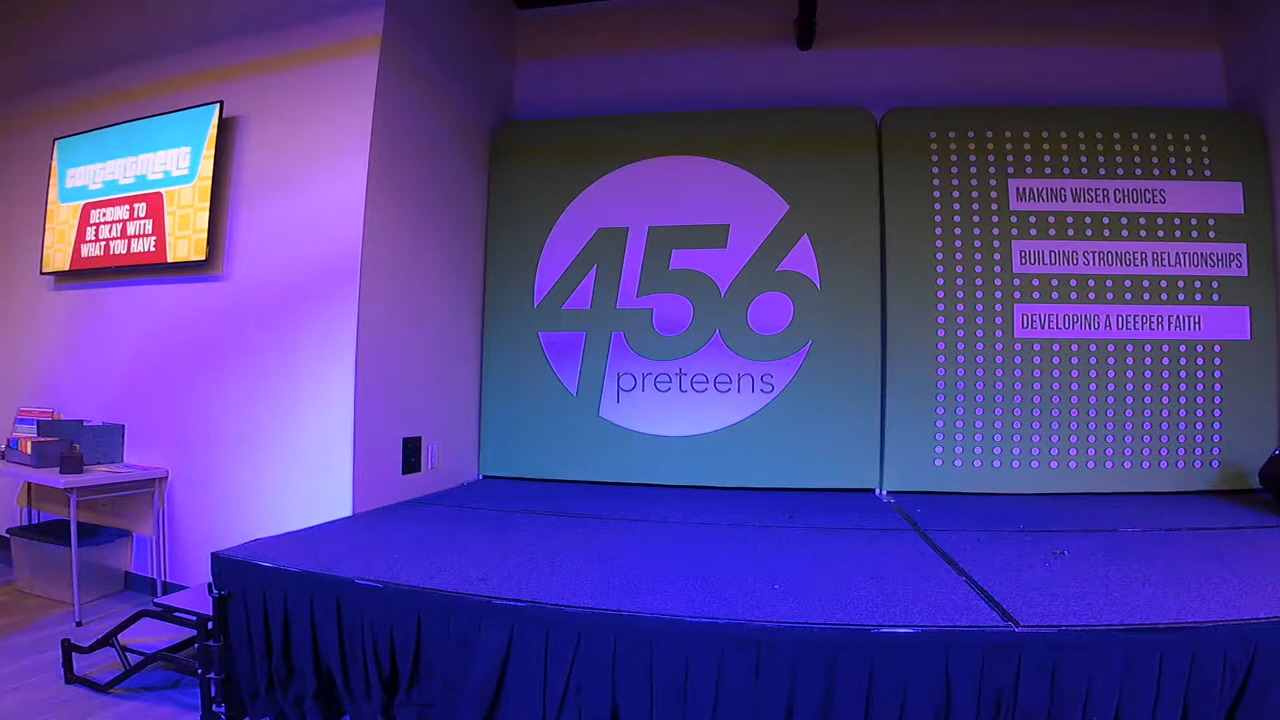 contentment
DECIDING TO
BE OKAY WITH
WHAT YOU HAVE
456
preteens
MAKING WISER CHOICES
BUILDING STRONGER RELATIONSHIPS
DEVELOPING A DEEPER FAITH